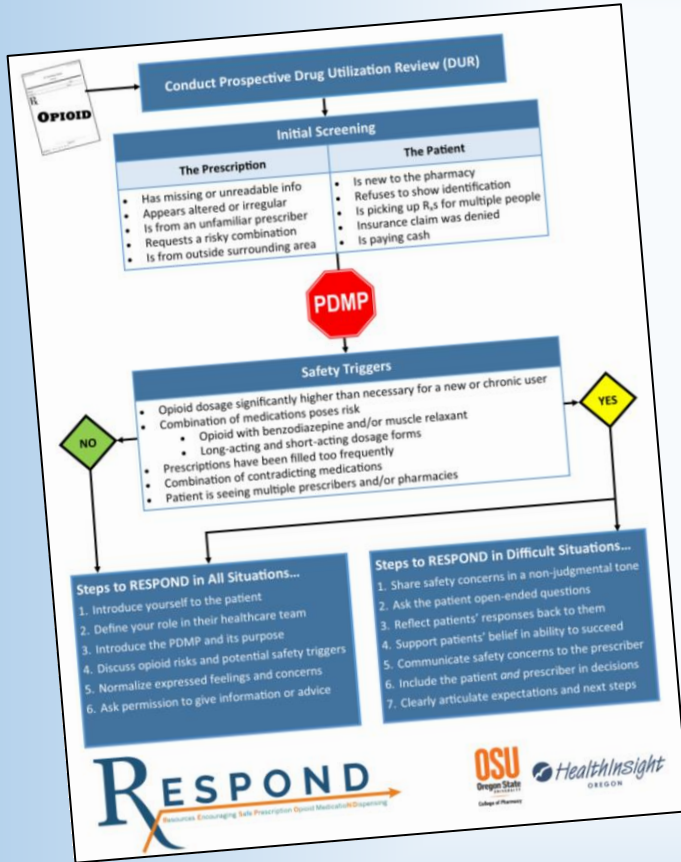 OPIOID
Conduct Prospective Drug Utilization Review (DUR)
Initial Screening
The Prescription
• Has missing or unreadable info
• Appears altered or irregular
• Is from an unfamiliar prescriber
• Requests a risky combination
• Is from outside surrounding area
The Patient
• Is new to the pharmacy
• Refuses to show identification
• Is picking up Rxs for multiple people
• Insurance claim was denied
• Is paying cash
PDMP
Safety Triggers
• Opioid dosage significantly higher than necessary for a new or chronic user
• Combination of medications poses risk
• Opioid with benzodiazepine and/or muscle relaxant
• Long-acting and short-acting dosage forms
• Prescriptions have been filled too frequently
• Combination of contradicting medications
• Patient is seeing multiple prescribers and/or pharmacies
NO
YES
Steps to RESPOND in All Situations...
1. Introduce yourself to the patient
2. Define your role in their healthcare team
3. Introduce the PDMP and its purpose
4. Discuss opioid risks and potential safety triggers
5. Normalize expressed feelings and concerns
6. Ask permission to give information or advice
Steps to RESPOND in Difficult Situations...
1. Share safety concerns in a non-judgmental tone
2. Ask the patient open-ended questions
3. Reflect patients' responses back to them
4. Support patients' belief in ability to succeed
5. Communicate safety concerns to the prescriber
6. Include the patient and prescriber in decisions
7. Clearly articulate expectations and next steps
RESPOND
Resources Encouraging Safe Prescription Opioid MedicatioN Dispensing
OSU
Oregon State
UNIVERSITY
College of Pharmacy
HealthInsight
OREGON